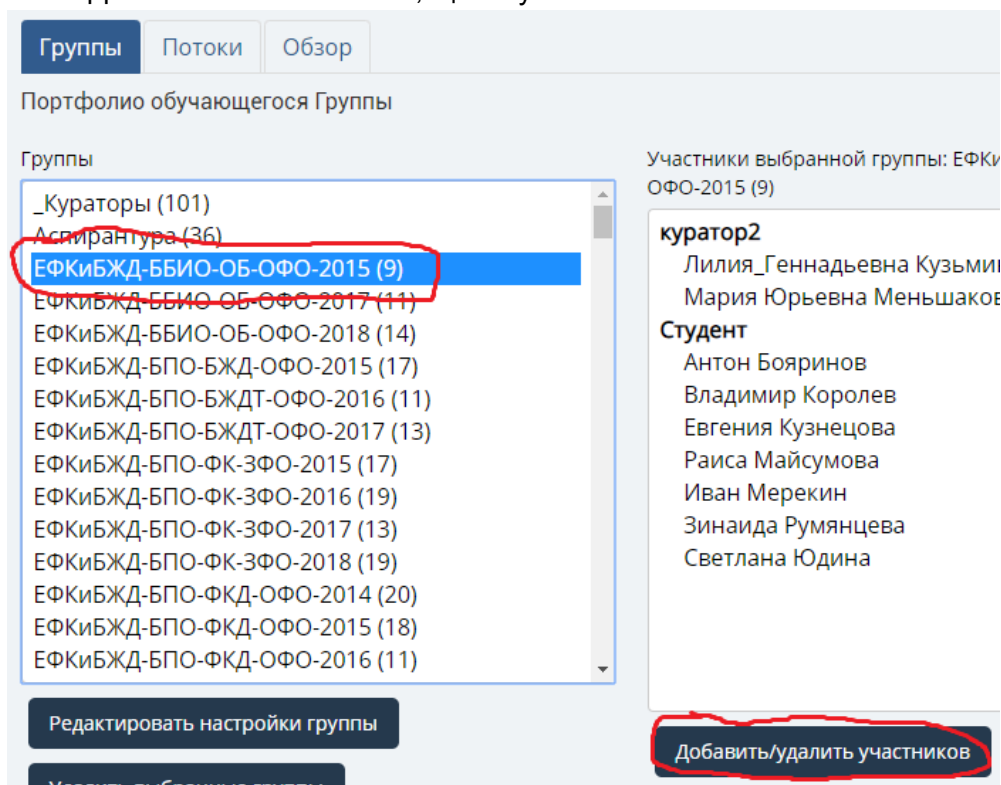 Группы Потоки Обзор
Портфолио обучающегося Группы
Группы
_Кураторы (101)
Аспирантура (36)
ЕФКиБЖД-ББИО-ОБ-ОФО-2015 (9)
ЕФКиБЖД-ББИО-ОБ-ОФО-2017 (11)
ЕФКиБЖД-ББИО-ОБ-ОФО-2018 (14)
ЕФКиБЖД-БПО-БЖД-ОФО-2015 (17)
ЕФКиБЖД-БПО-БЖДТ-ОФО-2016 (11)
ЕФКиБЖД-БПО-БЖДТ-ОФО-2017 (13)
ЕФКиБЖД-БПО-ФК-ЗФО-2015 (17)
ЕФКиБЖД-БПО-ФК-ЗФО-2016 (19)
ЕФКиБЖД-БПО-ФК-ЗФО-2017 (13)
ЕФКиБЖД-БПО-ФК-ЗФО-2018 (19)
ЕФКиБЖД-БПО-ФКД-ОФО-2014 (20)
ЕФКиБЖД-БПО-ФКД-ОФО-2015 (18)
ЕФКиБЖД-БПО-ФКД-ОФО-2016 (11)
Редактировать настройки группы
Участники выбранной группы: ЕФКи
ОФО-2015 (9)
куратор2
Лилия_Геннадьевна
Мария Юрьевна
Студент
Антон Бояринов
Владимир Королев
Евгения Кузнецова
Раиса Майсумова
Иван Мерекин
Зинаида Румянцева
Светлана Юдина
Добавить/удалить участников